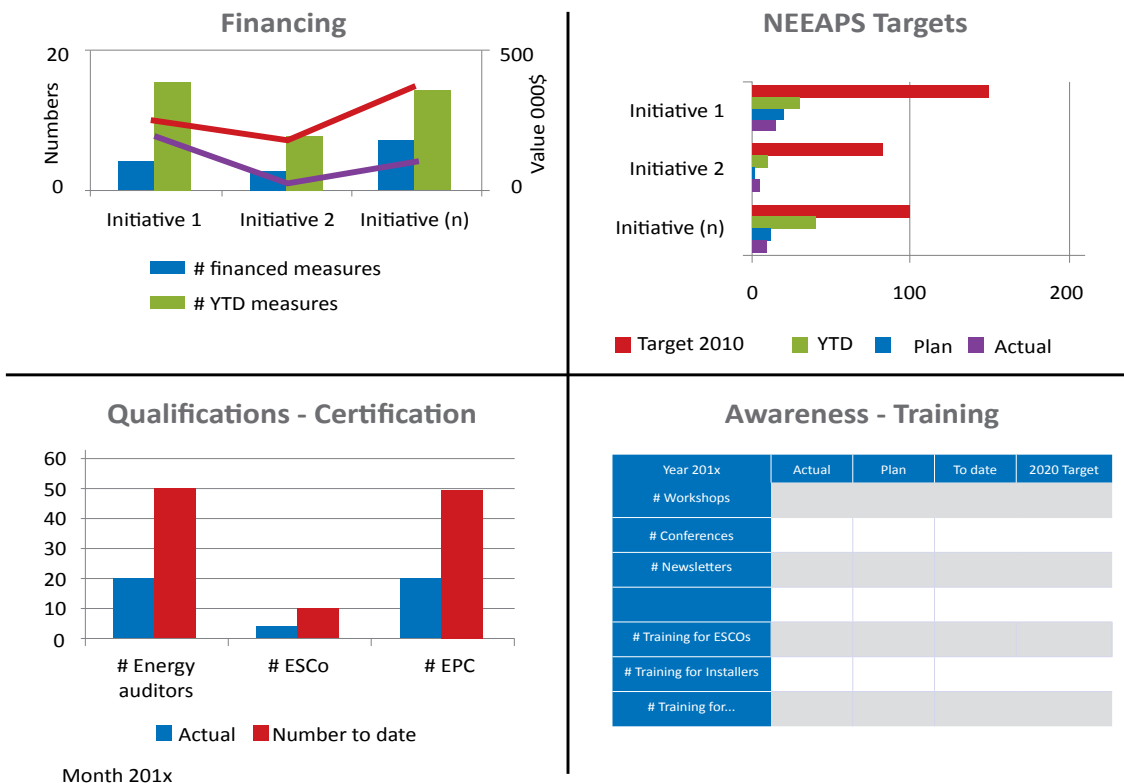 Financing
20
500
Numbers
Value 000$
0
0
Initiative 1
Initiative 2
Initiative (n)
# financed measures
# YTD measures
NEEAPS Targets
Initiative 1
Initiative 2
Initiative (n)
0
100
200
Target 2010
YTD
Plan
Actual
Qualifications - Certification
60
50
40
30
20
10
0
# Energy
auditors
# ESCo
# EPC
Actual
Number to date
Month 201x
Awareness - Training
Year 201x
Actual
Plan
To date
2020 Target
# Workshops
# Conferences
# Newsletters
# Training for ESCOs
# Training for Installers
# Training for...